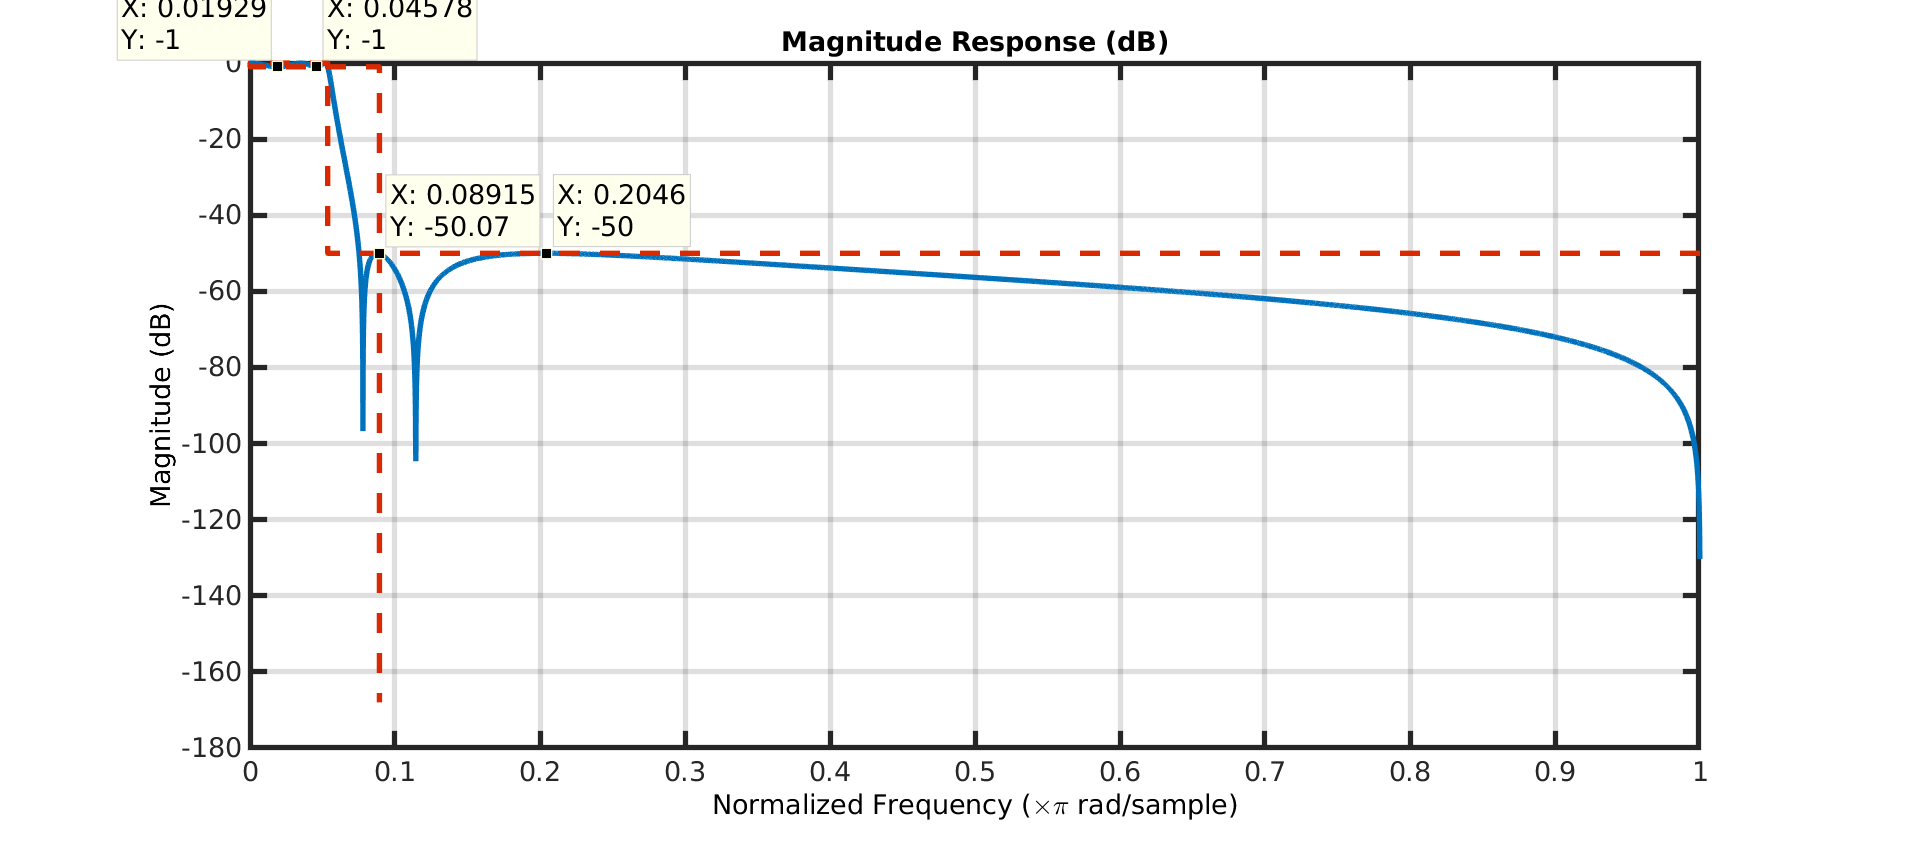 X: 0.01929
Y: -1
X: 0.04578
Y: -1
Magnitude Response (dB)
0
-20
-40
-60
-80
-100
-120
-140
-160
-180
X: 0.08915
Y: -50.07
X: 0.2046
Y: -50
Magnitude (dB)
0 0.1 0.2 0.3 0.4 0.5 0.6 0.7 0.8 0.9 1
Normalized Frequency (×π rad/sample)